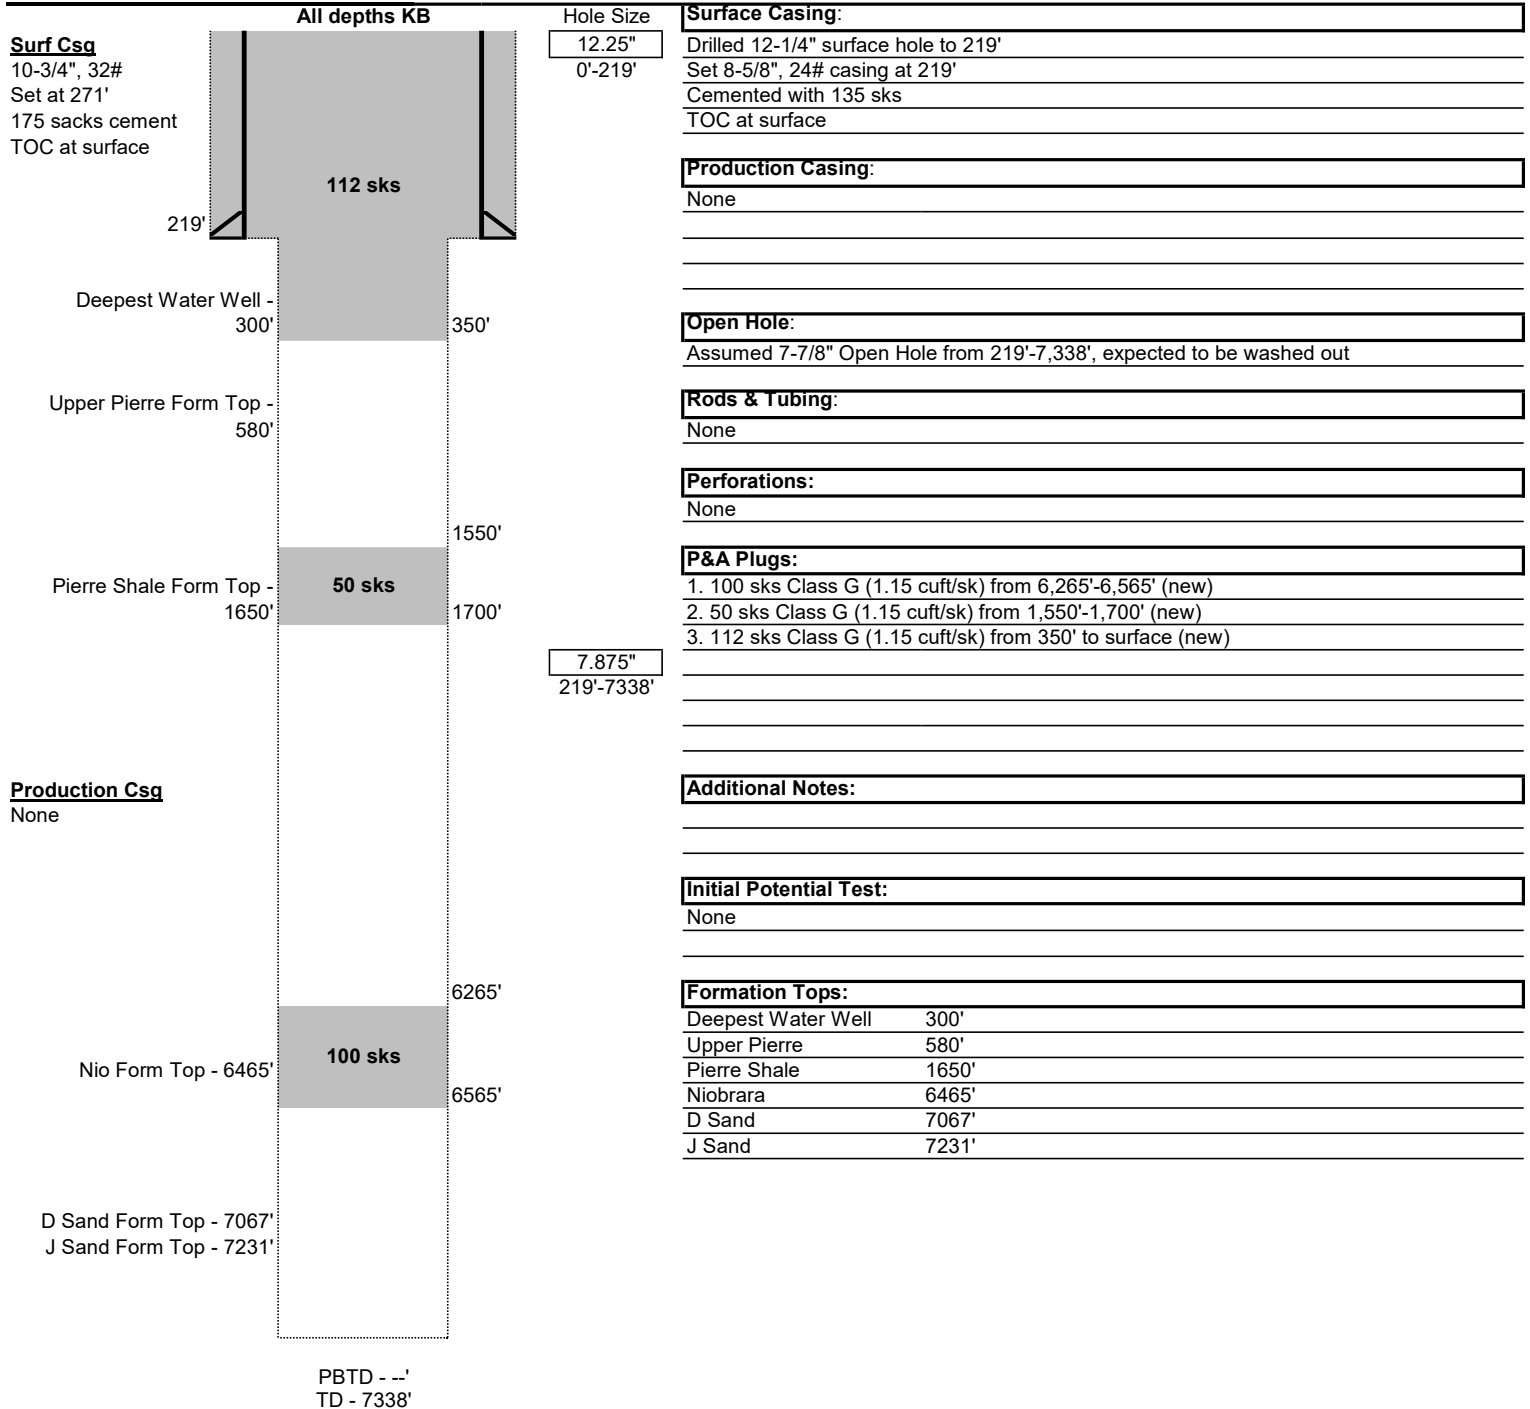 All depths KB
Surf Csg
10-3/4", 32#
Set at 271'
175 sacks cement
TOC at surface
112 sks
219'
Deepest Water Well -
300'
350'
Upper Pierre Form Top -
580'
1550'
Pierre Shale Form Top -
1650'
50 sks
1700'
Production Csg
None
6265'
100 sks
Nio Form Top - 6465'
6565'
D Sand Form Top - 7067'
J Sand Form Top - 7231'
PBTD - --'
TD - 7338'
Hole Size
12.25"
0'-219'
7.875"
219'-7338'
Surface Casing:
Drilled 12-1/4" surface hole to 219'
Set 8-5/8", 24# casing at 219'
Cemented with 135 sks
TOC at surface
Production Casing:
None
Open Hole:
Assumed 7-7/8" Open Hole from 219'-7,338', expected to be washed out
Rods & Tubing:
None
Perforations:
None
P&A Plugs:
1. 100 sks Class G (1.15 cuft/sk) from 6,265'-6,565' (new)
2. 50 sks Class G (1.15 cuft/sk) from 1,550'-1,700' (new)
3. 112 sks Class G (1.15 cuft/sk) from 350' to surface (new)
Additional Notes:
Initial Potential Test:
None
Formation Tops:
Deepest Water Well 300'
Upper Pierre 580'
Pierre Shale 1650'
Niobrara 6465'
D Sand 7067'
J Sand 7231'